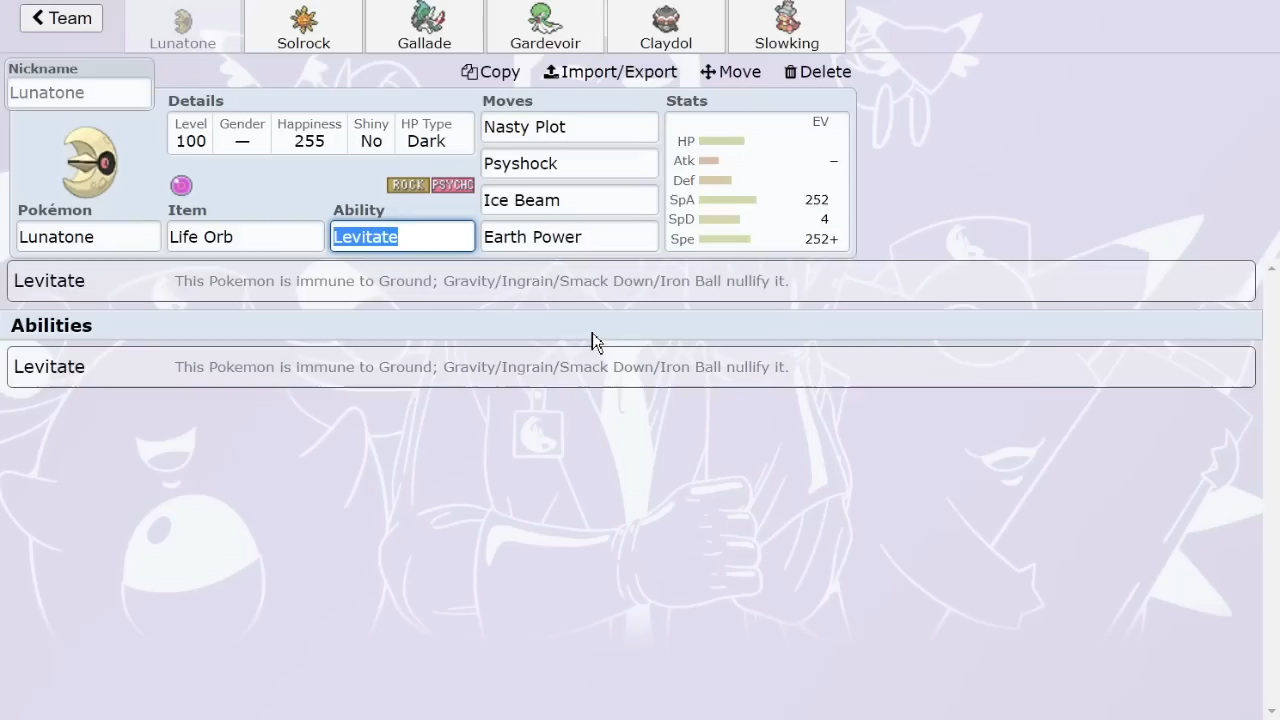 Team
Lunatone
Solrock
Gallade
Gardevoir
Claydol
Slowking
Nickname
Lunatone
Copy
Import/Export
Move
Delete
Details
Level
100
Gender
—
Happiness
255
Shiny
No
HP Type
Dark
ROCK PSYCHC
Pokémon
Lunatone
Item
Life Orb
Ability
Levitate
Moves
Nasty Plot
Psyshock
Ice Beam
Earth Power
Stats
EV
HP
Atk –
Def
SpA 252
SpD 4
Spe 252+
Levitate This Pokemon is immune to Ground; Gravity/Ingrain/Smack Down/Iron Ball nullify it.
Abilities
Levitate This Pokemon is immune to Ground; Gravity/Ingrain/Smack Down/Iron Ball nullify it.